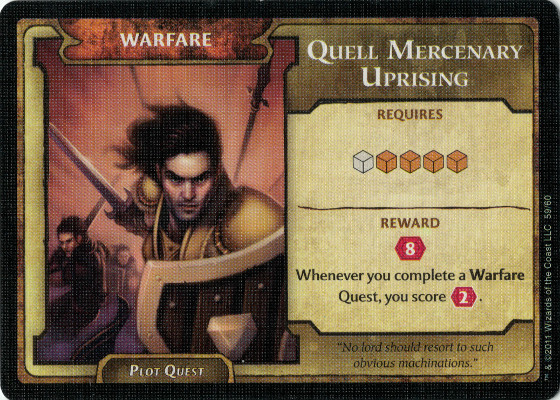 WARFARE
QUELL MERCENARY
UPRISING
REQUIRES
REWARD
8
Whenever you complete a Warfare
Quest, you score 2.
"No lord should resort to such
obvious machinations."
PLOT QUEST
™ & ©2011 Wizards of the Coast LLC 59/60